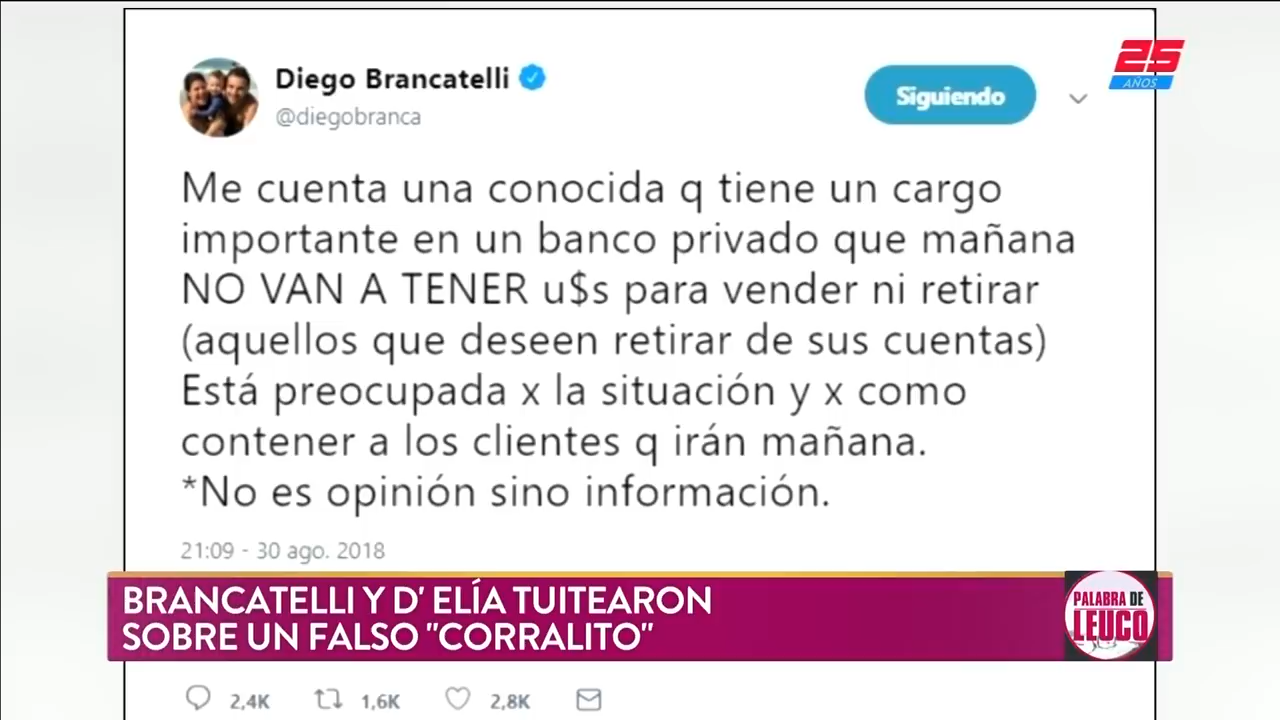 Diego Brancatelli
@diegobranca
Siguiendo
25
AÑOS
Me cuenta una conocida q tiene un cargo
importante en un banco privado que mañana
NO VAN A TENER u$s para vender ni retirar
(aquellos que deseen retirar de sus cuentas)
Está preocupada x la situación y x como
contener a los clientes q irán mañana.
*No es opinión sino información.
21:09 - 30 ago. 2018
BRANCATELLI Y D' ELÍA TUITEARON
SOBRE UN FALSO "CORRALITO"
PALABRA DE
LEUCO
2,4K 1,6K 2,8K